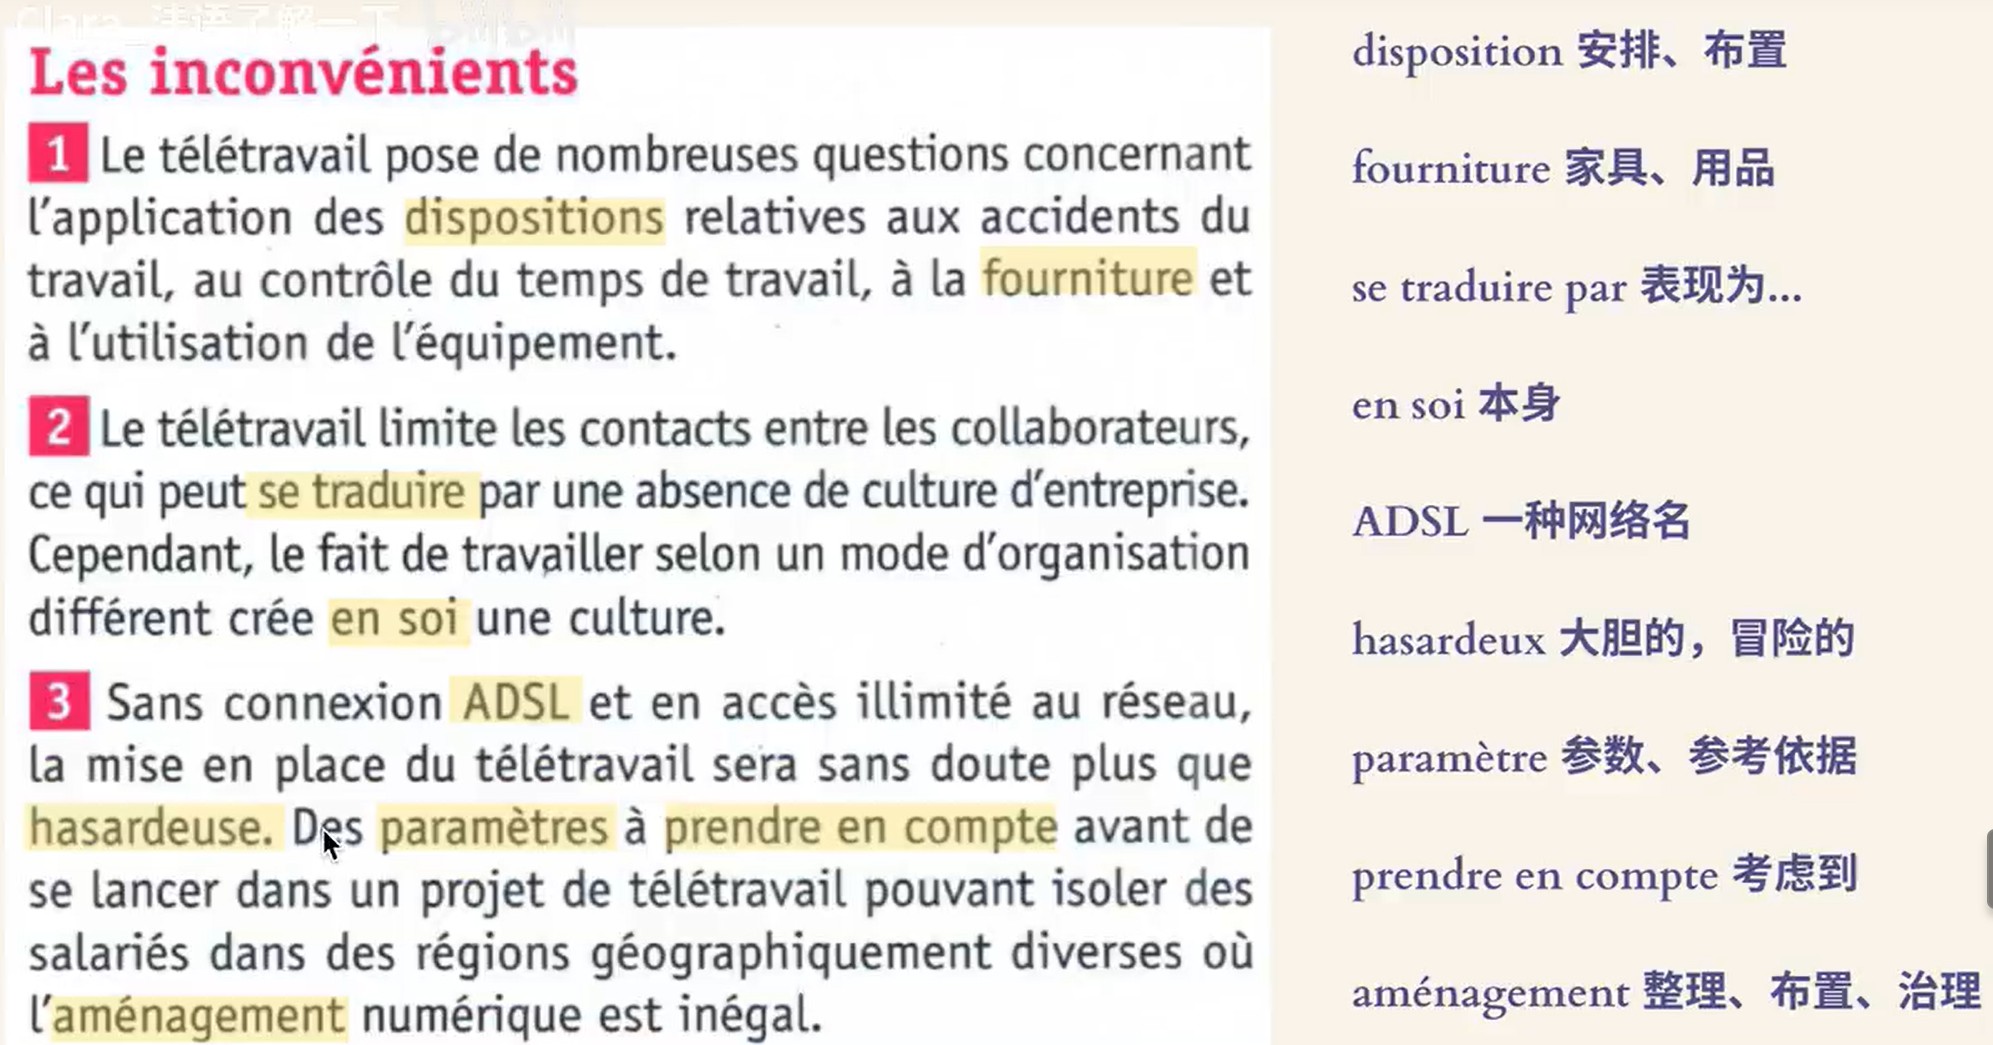 Clara 法语了解一下
bilibili
Les inconvénients
1 Le télétravail pose de nombreuses questions concernant
l'application des dispositions relatives aux accidents du
travail, au contrôle du temps de travail, à la fourniture et
à l'utilisation de l'équipement.
2 Le télétravail limite les contacts entre les collaborateurs,
ce qui peut se traduire par une absence de culture d'entreprise.
Cependant, le fait de travailler selon un mode d'organisation
différent crée en soi une culture.
3 Sans connexion ADSL et en accès illimité au réseau,
la mise en place du télétravail sera sans doute plus que
hasardeuse. Des paramètres à prendre en compte avant de
se lancer dans un projet de télétravail pouvant isoler des
salariés dans des régions géographiquement diverses où
l'aménagement numérique est inégal.
disposition 安排、布置
fourniture 家具、用品
se traduire par 表现为...
en soi 本身
ADSL 一种网络名
hasardeux 大胆的，冒险的
paramètre 参数、参考依据
prendre en compte 考虑到
aménagement 整理、布置、治理